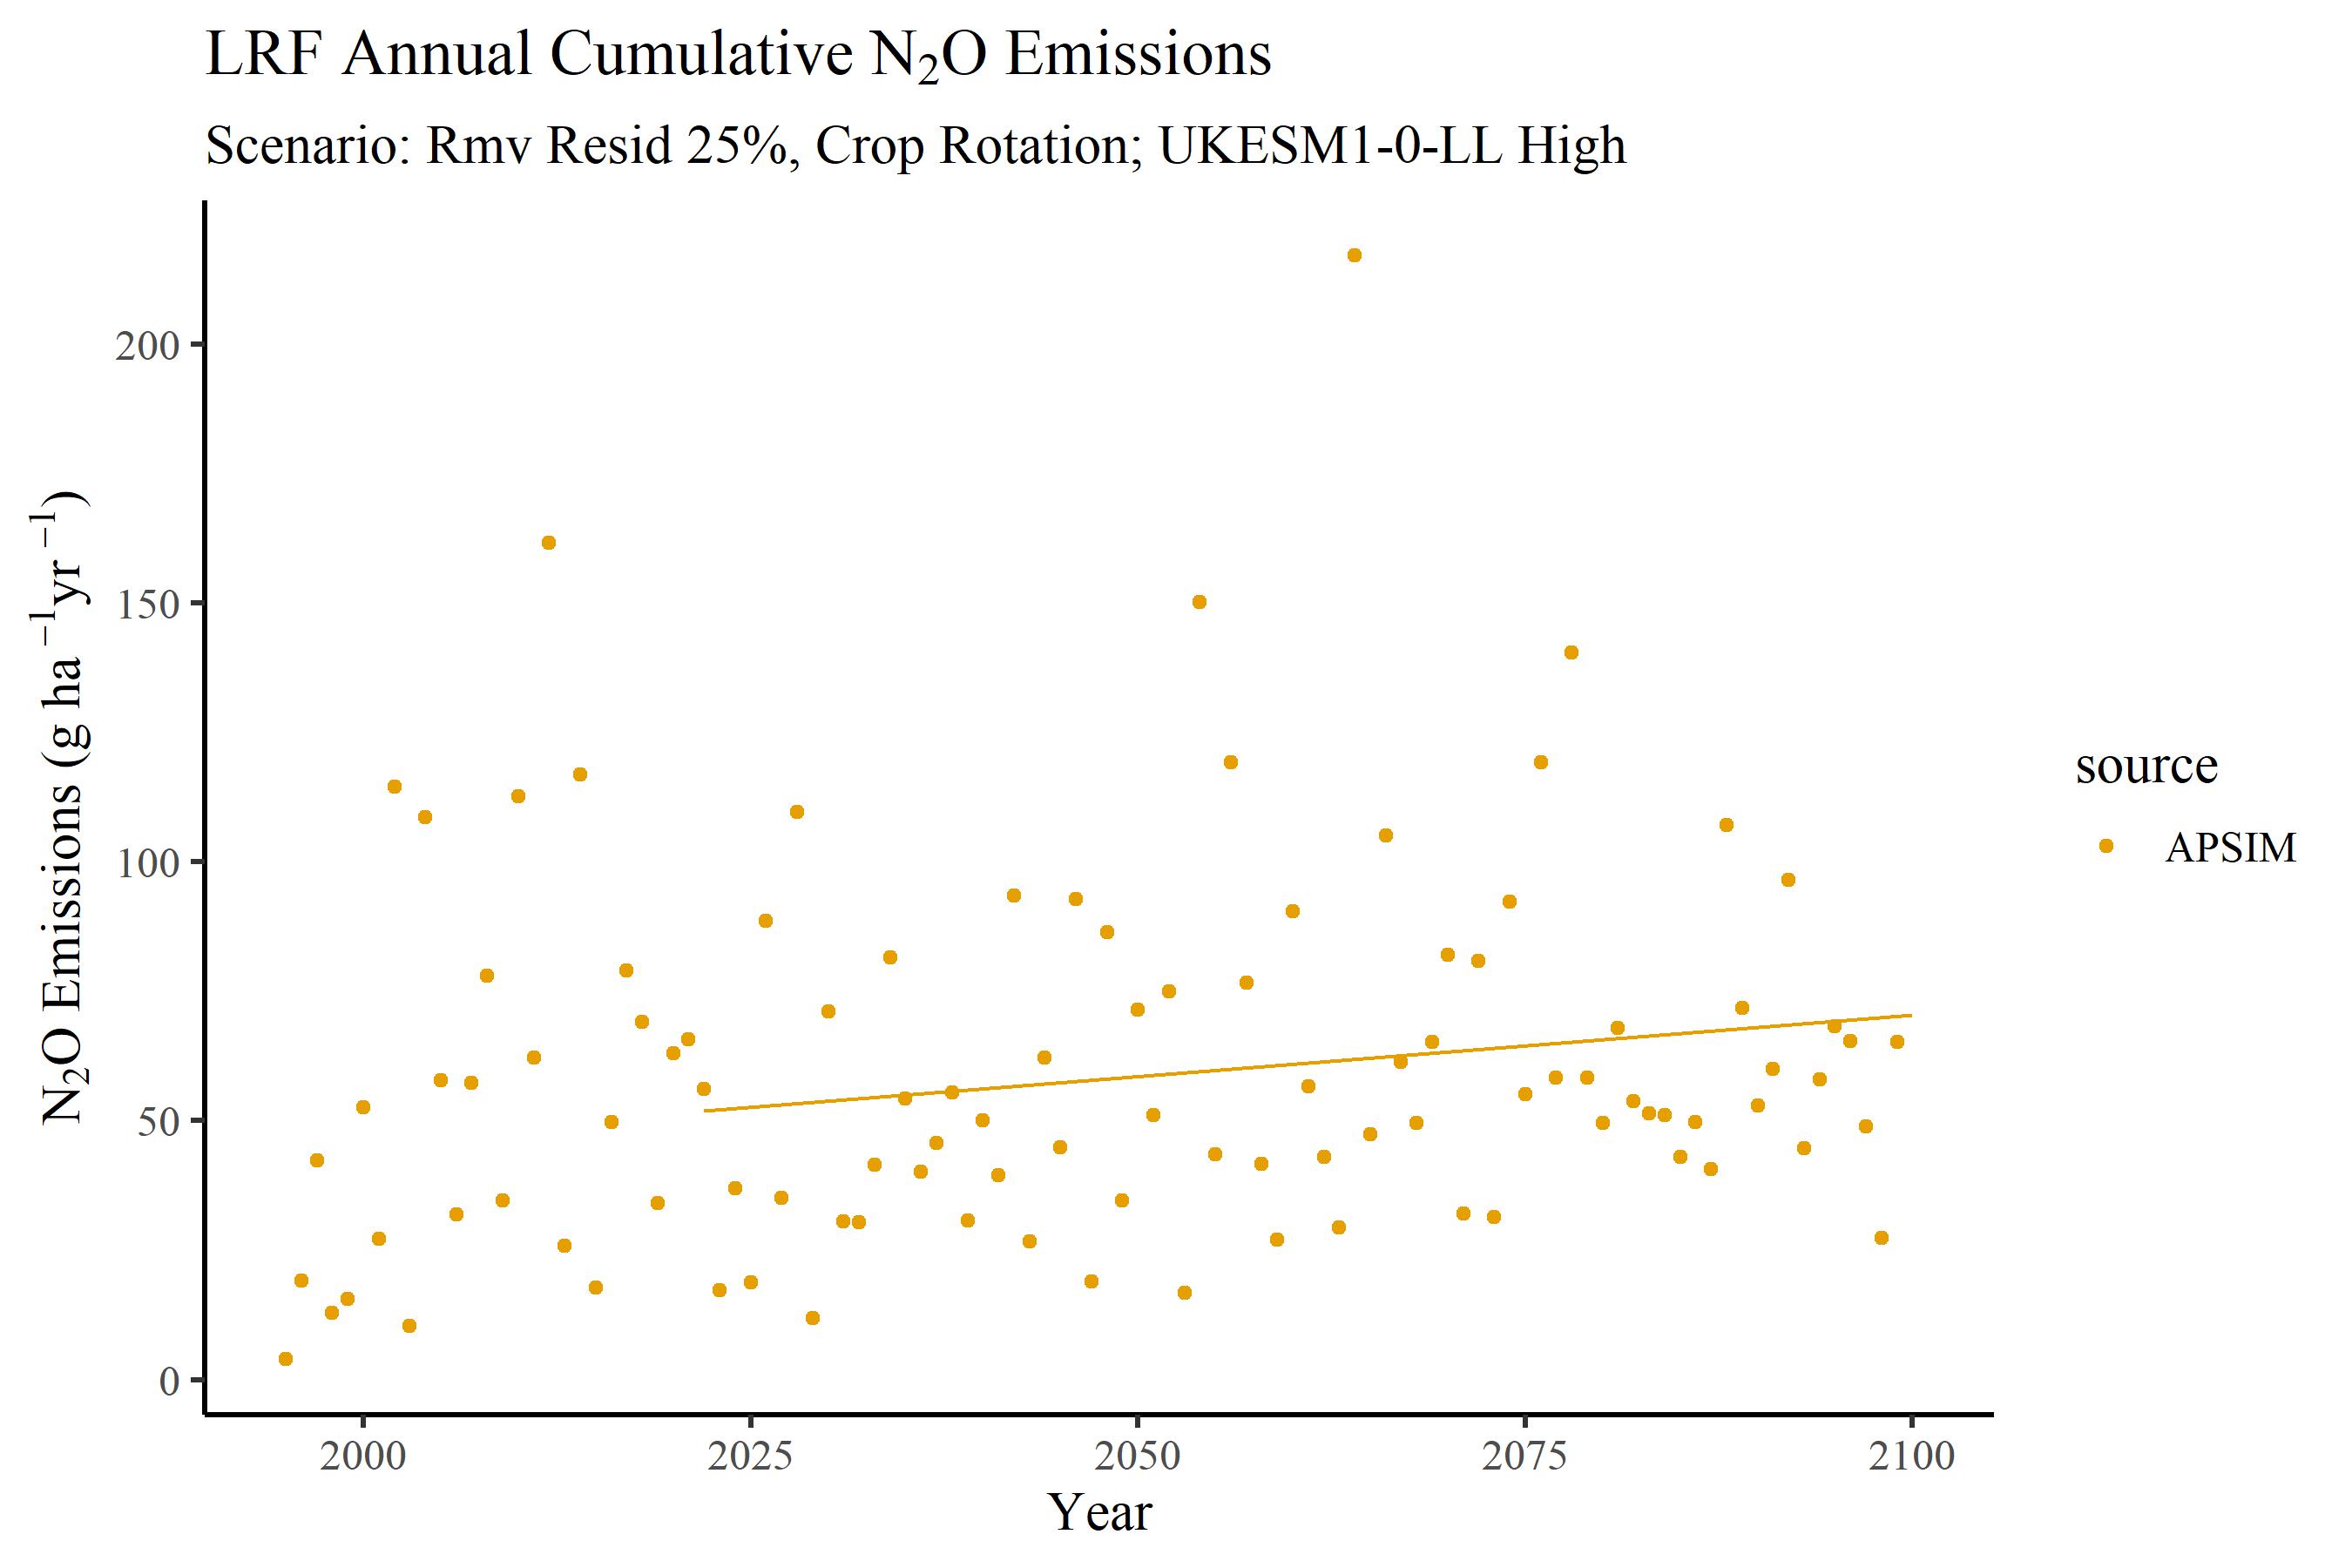 LRF Annual Cumulative N₂O Emissions
Scenario: Rmv Resid 25%, Crop Rotation; UKESM1-0-LL High
N₂O Emissions (g ha⁻¹yr⁻¹)
200
150
100
50
0
2000 2025 2050 2075 2100
Year
source
APSIM